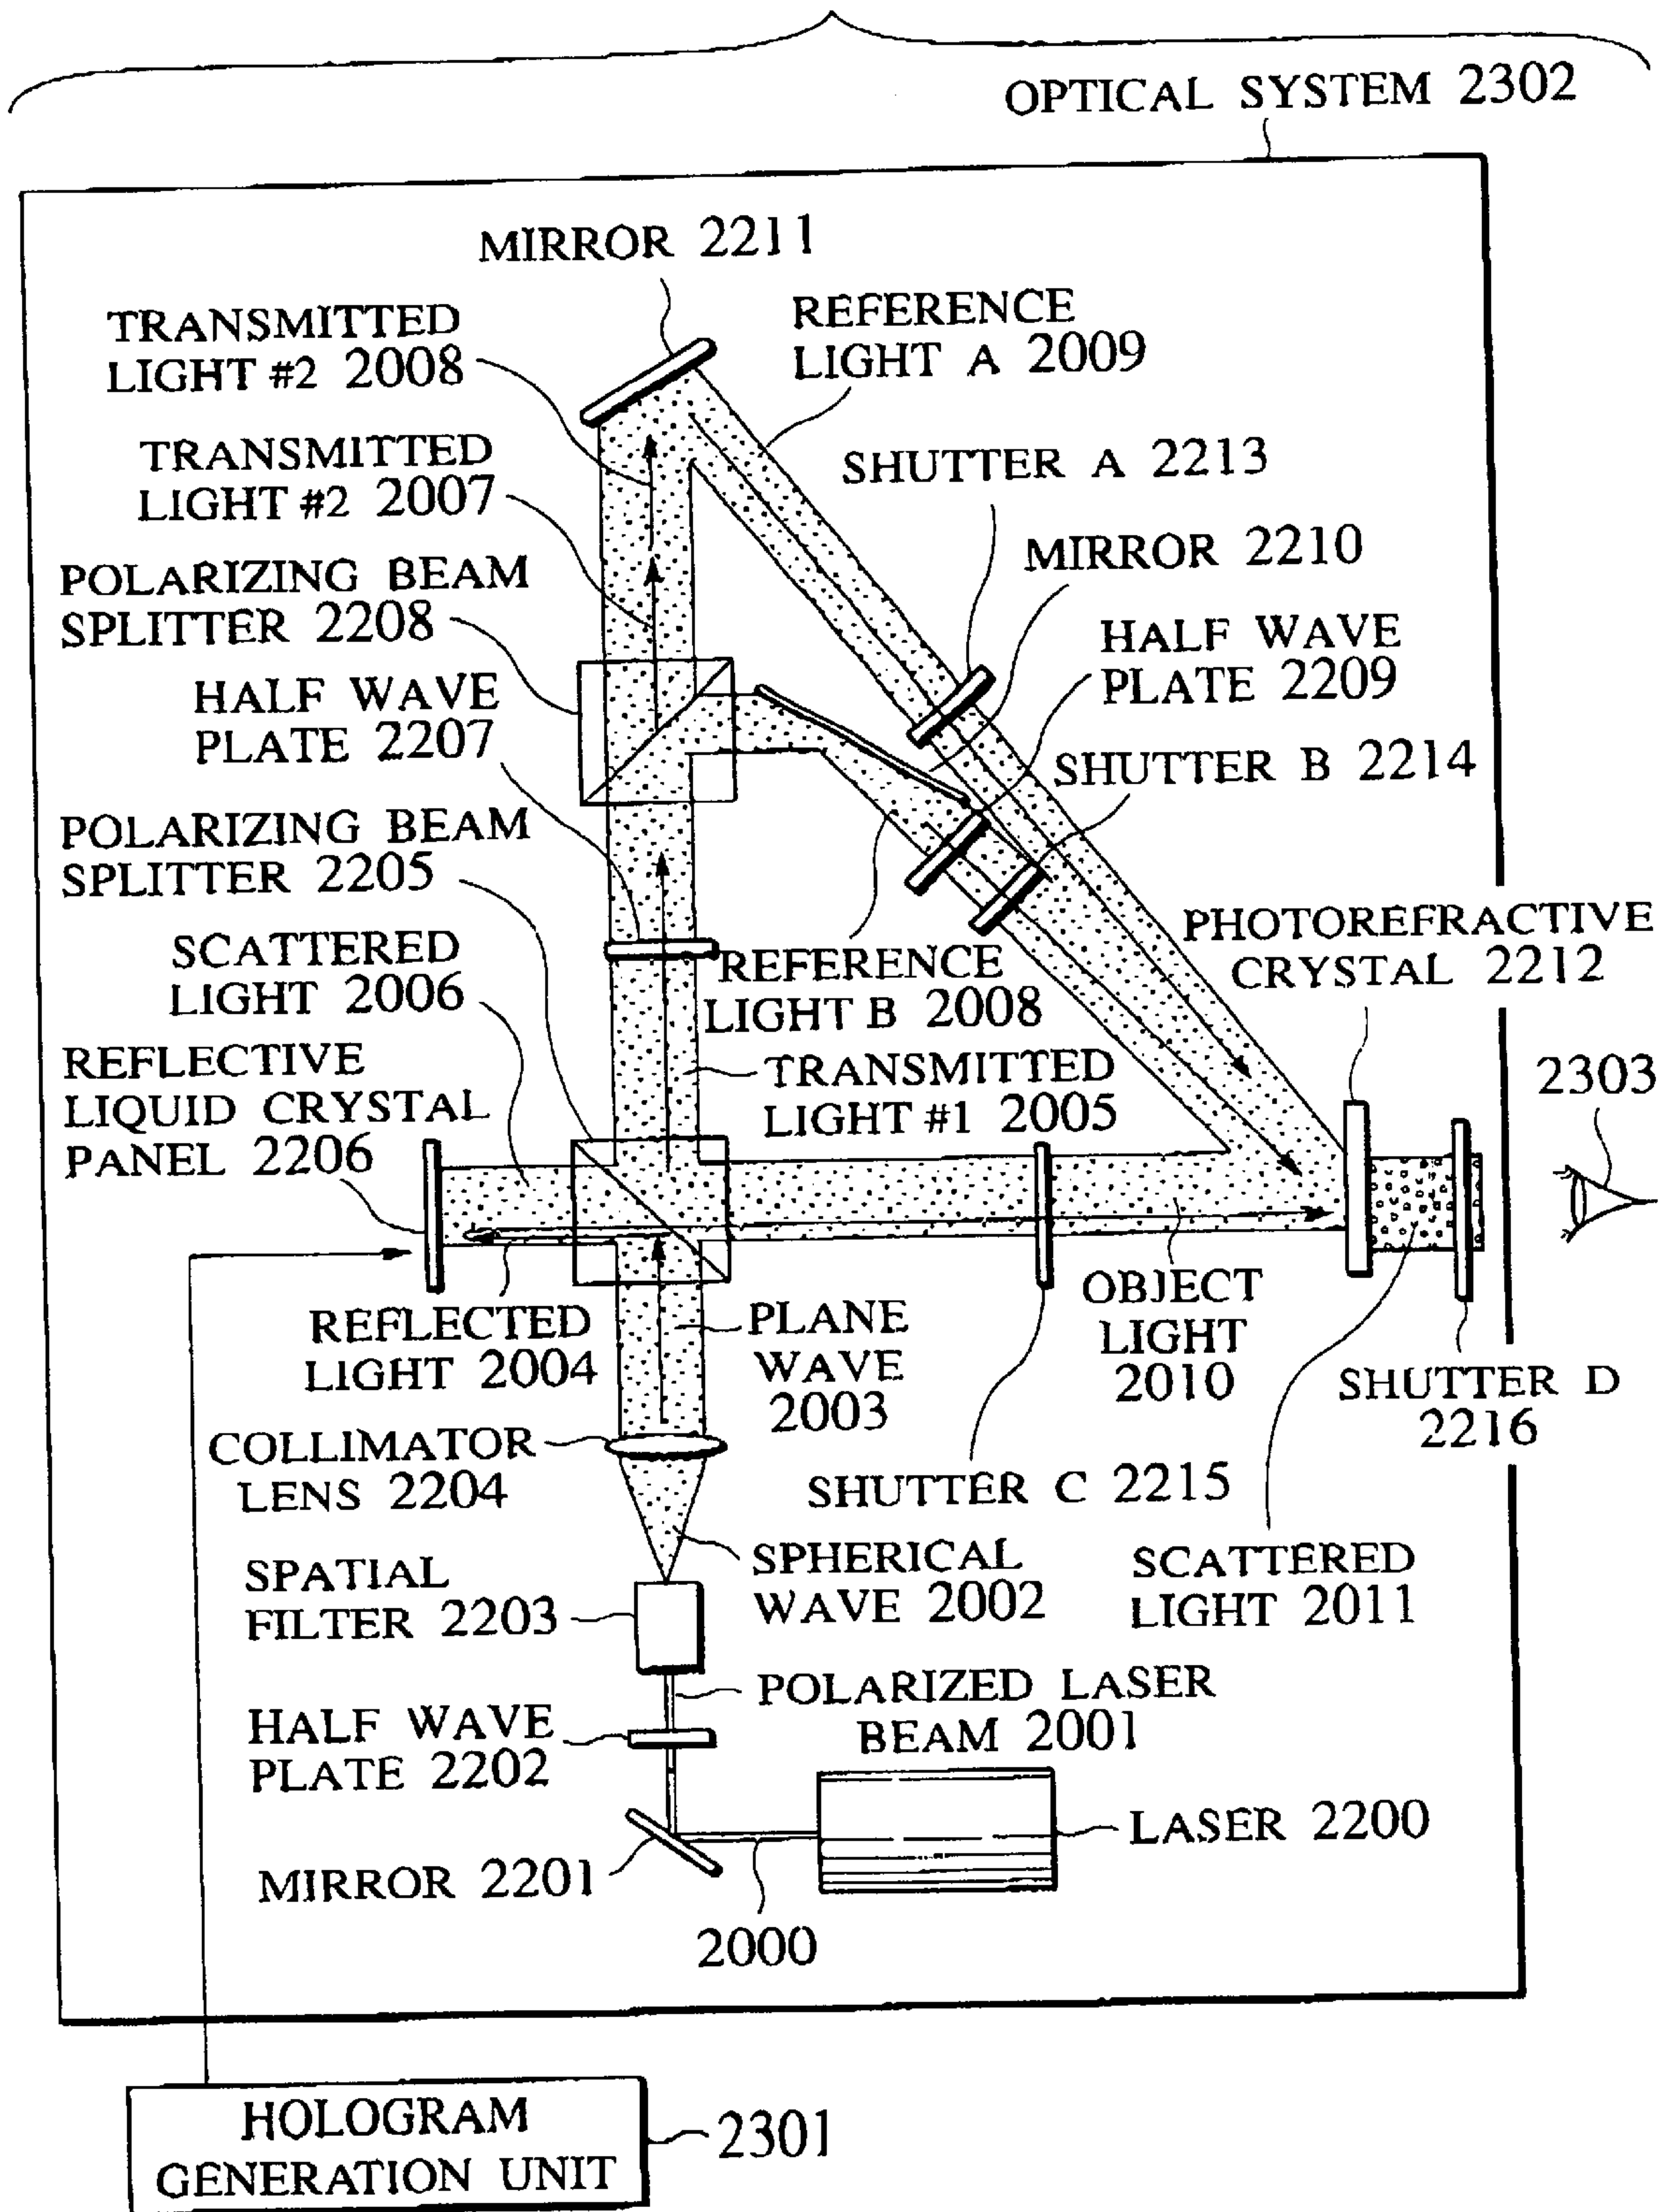 OPTICAL SYSTEM 2302
MIRROR 2211
TRANSMITTED
LIGHT #2 2008
REFERENCE
LIGHT A 2009
TRANSMITTED
LIGHT #2 2007
SHUTTER A 2213
MIRROR 2210
POLARIZING BEAM
SPLITTER 2208
HALF WAVE
PLATE 2209
HALF WAVE
PLATE 2207
SHUTTER B 2214
POLARIZING BEAM
SPLITTER 2205
PHOTOREFRACTIVE
CRYSTAL 2212
SCATTERED
LIGHT 2006
REFERENCE
LIGHT B 2008
REFLECTIVE
LIQUID CRYSTAL
PANEL 2206
TRANSMITTED
LIGHT #1 2005
2303
REFLECTED
LIGHT 2004
PLANE
WAVE
2003
OBJECT
LIGHT
2010
SHUTTER D
2216
COLLIMATOR
LENS 2204
SHUTTER C 2215
SPATIAL
FILTER 2203
SPHERICAL
WAVE 2002
SCATTERED
LIGHT 2011
POLARIZED LASER
BEAM 2001
HALF WAVE
PLATE 2202
LASER 2200
MIRROR 2201
2000
HOLOGRAM
GENERATION UNIT
2301